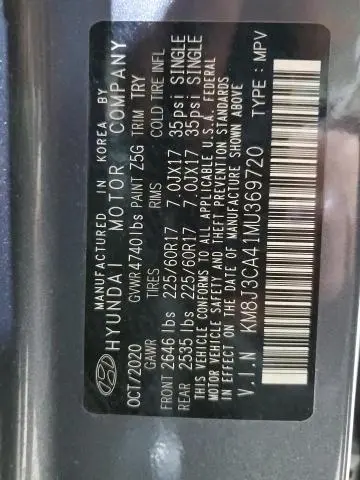 MANUFACTURED IN KOREA BY
HYUNDAI MOTOR COMPANY
OCT/2020 GVWR 4740lbs PAINT Z5G TRIM TRY
GAWR TIRES RIMS COLD TIRE INFL
FRONT 2646 lbs 225/60R17 7.0JX17 35psi SINGLE
REAR 2535 lbs 225/60R17 7.0JX17 35psi SINGLE
THIS VEHICLE CONFORMS TO ALL APPLICABLE U.S.A. FEDERAL
MOTOR VEHICLE SAFETY AND THEFT PREVENTION STANDARDS
IN EFFECT ON THE DATE OF MANUFACTURE SHOWN ABOVE
V.I.N KM8J3CA41MU369720 TYPE: MPV